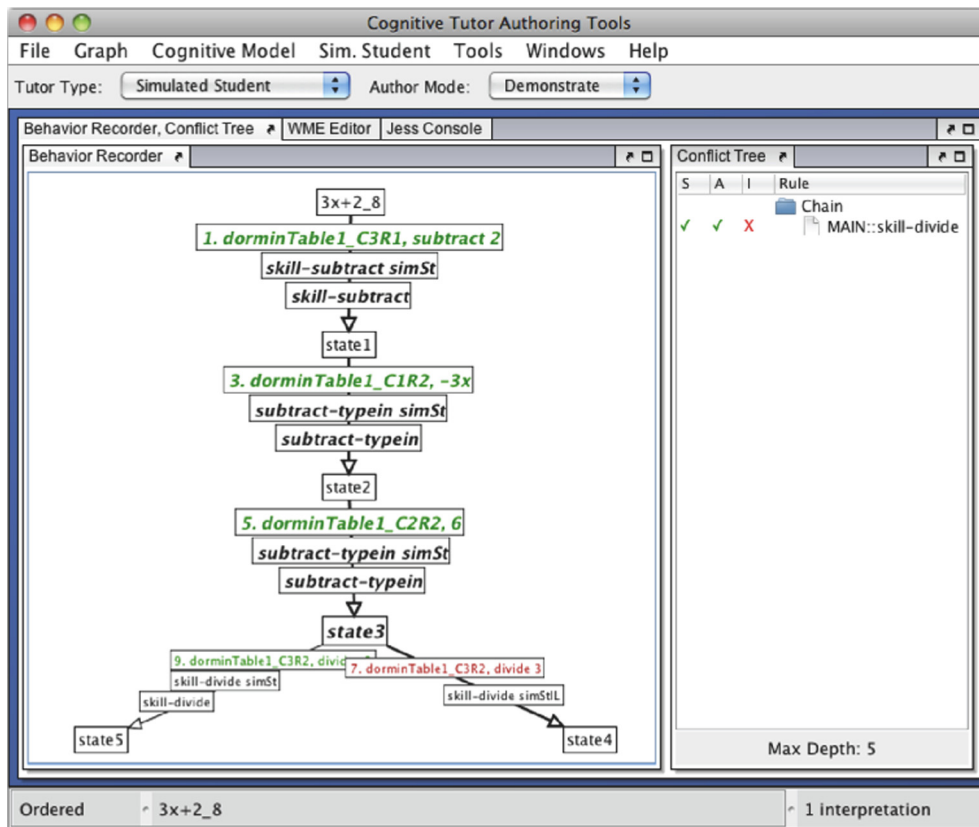 Cognitive Tutor Authoring Tools
File Graph Cognitive Model Sim. Student Tools Windows Help
Tutor Type: Simulated Student Author Mode: Demonstrate
Behavior Recorder, Conflict Tree WME Editor Jess Console
Behavior Recorder
3x+2_8
1. dorminTable1_C3R1, subtract 2
skill-subtract simSt
skill-subtract
state1
3. dorminTable1_C1R2, -3x
subtract-typein simSt
subtract-typein
state2
5. dorminTable1_C2R2, 6
subtract-typein simSt
subtract-typein
state3
9. dorminTable1_C3R2, divide
7. dorminTable1_C3R2, divide 3
skill-divide simSt
skill-divide simStIL
skill-divide
state5
state4
Conflict Tree
S A I Rule
Chain
✓ ✓ X MAIN::skill-divide
Max Depth: 5
Ordered 3x+2_8 1 interpretation